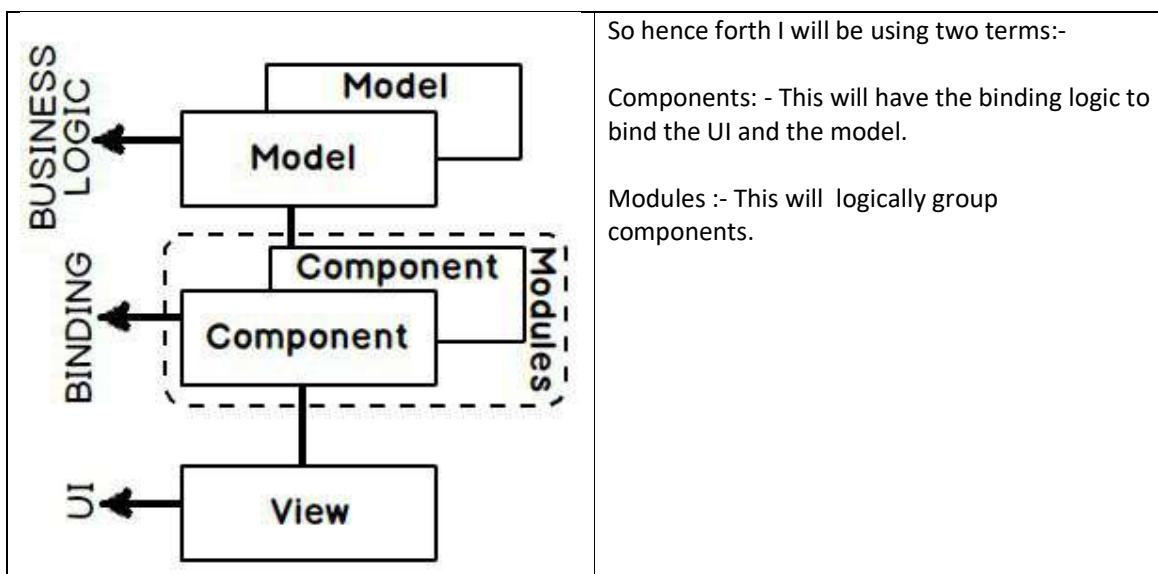 BUSINESS
LOGIC
Model
Model
BINDING
Component
Component
Modules
UI
View
So hence forth I will be using two terms:-
Components: - This will have the binding logic to
bind the UI and the model.
Modules :- This will  logically group
components.